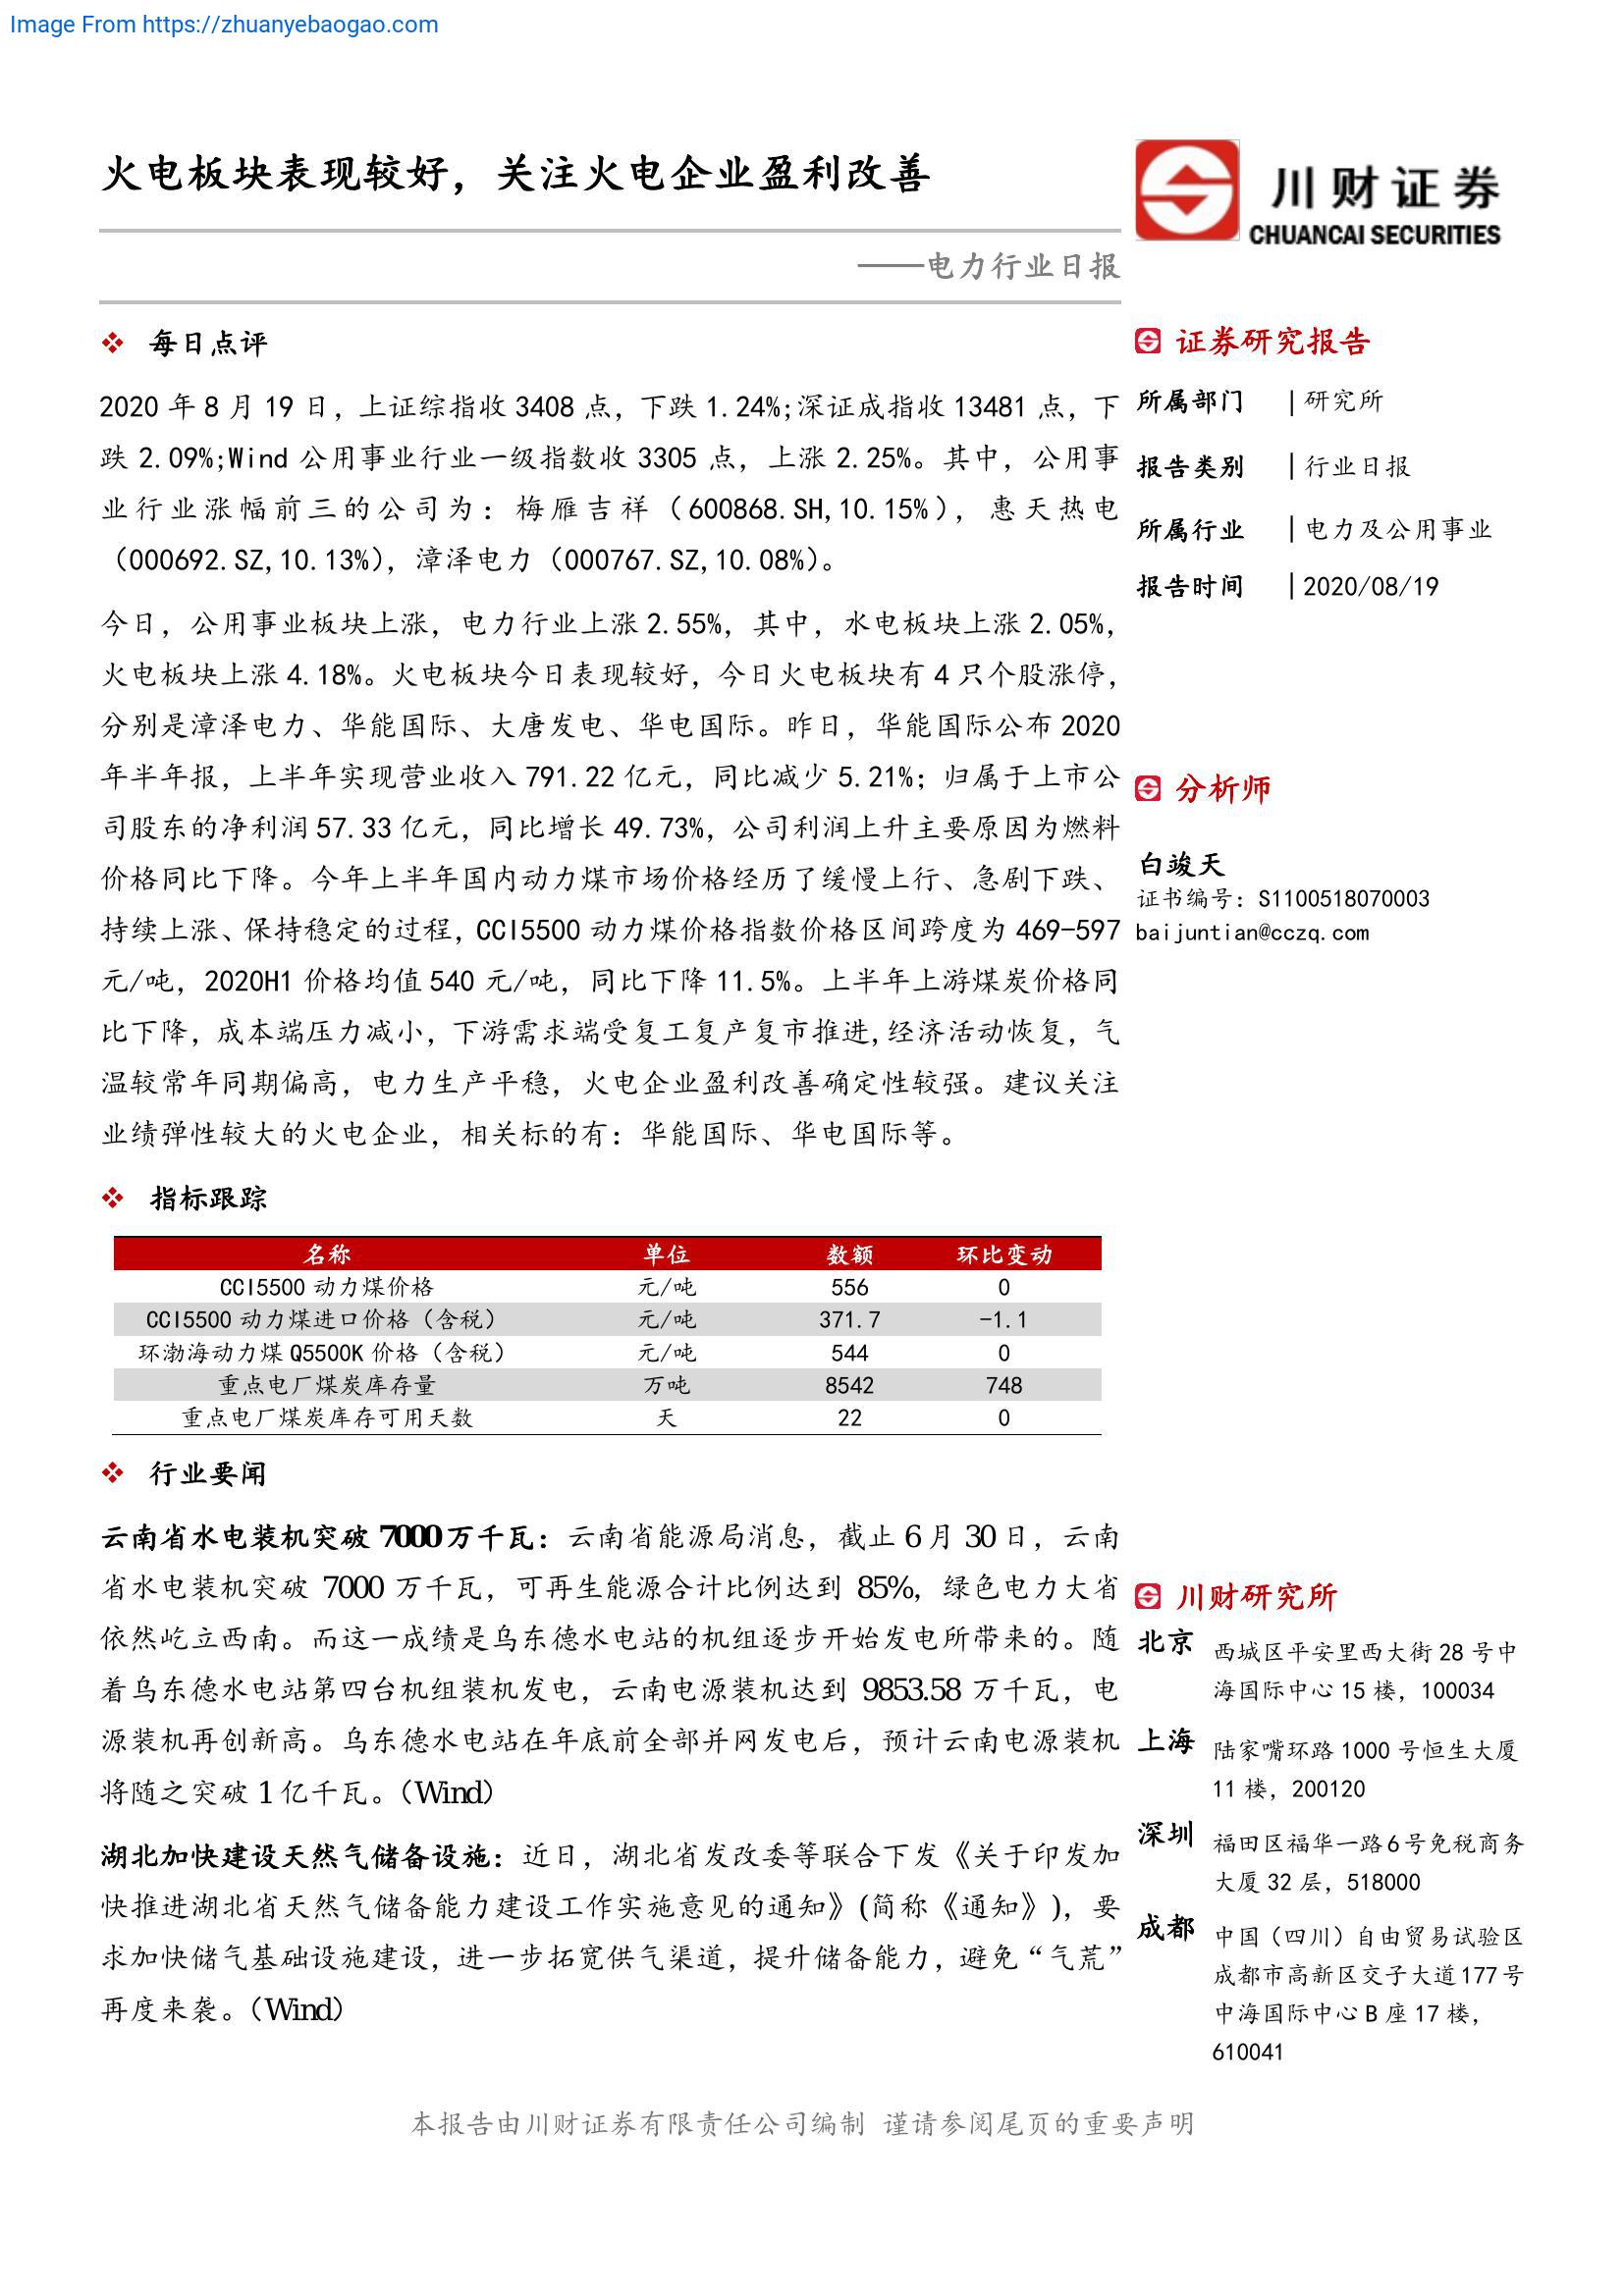 Image From https://zhuanyebaogao.com
火电板块表现较好，关注火电企业盈利改善
川财证券
CHUANCAI SECURITIES
——电力行业日报
❖ 每日点评
2020 年 8 月 19 日，上证综指收 3408 点，下跌 1.24%;深证成指收 13481 点，下
跌 2.09%;Wind 公用事业行业一级指数收 3305 点，上涨 2.25%。其中，公用事
业行业涨幅前三的公司为：梅雁吉祥（600868.SH,10.15%），惠天热电
（000692.SZ,10.13%），漳泽电力（000767.SZ,10.08%）。
今日，公用事业板块上涨，电力行业上涨 2.55%，其中，水电板块上涨 2.05%，
火电板块上涨 4.18%。火电板块今日表现较好，今日火电板块有 4 只个股涨停，
分别是漳泽电力、华能国际、大唐发电、华电国际。昨日，华能国际公布 2020
年半年报，上半年实现营业收入 791.22 亿元，同比减少 5.21%；归属于上市公
司股东的净利润 57.33 亿元，同比增长 49.73%，公司利润上升主要原因为燃料
价格同比下降。今年上半年国内动力煤市场价格经历了缓慢上行、急剧下跌、
持续上涨、保持稳定的过程，CCI5500 动力煤价格指数价格区间跨度为 469-597
元/吨，2020H1 价格均值 540 元/吨，同比下降 11.5%。上半年上游煤炭价格同
比下降，成本端压力减小，下游需求端受复工复产复市推进,经济活动恢复，气
温较常年同期偏高，电力生产平稳，火电企业盈利改善确定性较强。建议关注
业绩弹性较大的火电企业，相关标的有：华能国际、华电国际等。
❖ 指标跟踪
名称 单位 数额 环比变动
CCI5500 动力煤价格 元/吨 556 0
CCI5500 动力煤进口价格（含税） 元/吨 371.7 -1.1
环渤海动力煤 Q5500K 价格（含税） 元/吨 544 0
重点电厂煤炭库存量 万吨 8542 748
重点电厂煤炭库存可用天数 天 22 0
❖ 行业要闻
云南省水电装机突破 7000 万千瓦：云南省能源局消息，截止 6 月 30 日，云南
省水电装机突破 7000 万千瓦，可再生能源合计比例达到 85%，绿色电力大省
依然屹立西南。而这一成绩是乌东德水电站的机组逐步开始发电所带来的。随
着乌东德水电站第四台机组装机发电，云南电源装机达到 9853.58 万千瓦，电
源装机再创新高。乌东德水电站在年底前全部并网发电后，预计云南电源装机
将随之突破 1 亿千瓦。（Wind）
湖北加快建设天然气储备设施：近日，湖北省发改委等联合下发《关于印发加
快推进湖北省天然气储备能力建设工作实施意见的通知》(简称《通知》)，要
求加快储气基础设施建设，进一步拓宽供气渠道，提升储备能力，避免“气荒”
再度来袭。（Wind）
证券研究报告
所属部门 | 研究所
报告类别 | 行业日报
所属行业 | 电力及公用事业
报告时间 | 2020/08/19
分析师
白竣天
证书编号：S1100518070003
baijuntian@cczq.com
川财研究所
北京 西城区平安里西大街 28 号中
海国际中心 15 楼，100034
上海 陆家嘴环路 1000 号恒生大厦
11 楼，200120
深圳 福田区福华一路 6 号免税商务
大厦 32 层，518000
成都 中国（四川）自由贸易试验区
成都市高新区交子大道 177 号
中海国际中心 B 座 17 楼，
610041
本报告由川财证券有限责任公司编制 谨请参阅尾页的重要声明